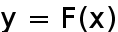 y = F(x)